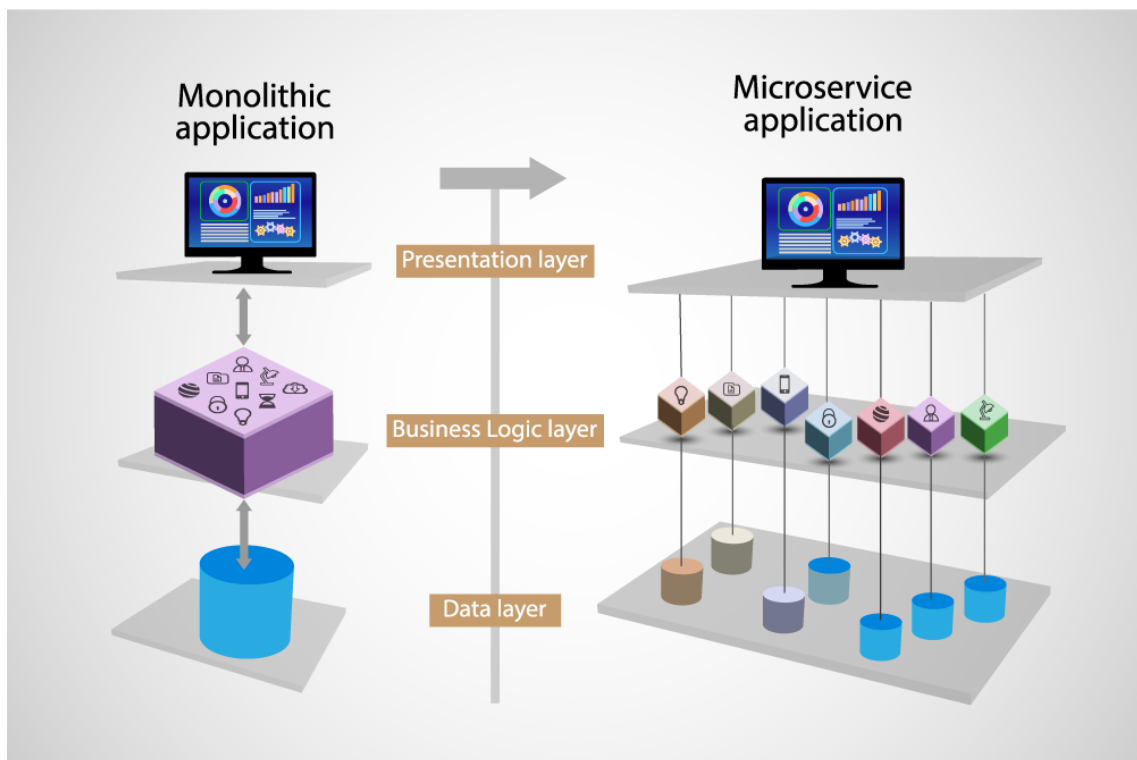 Monolithic
application
Microservice
application
Presentation layer
Business Logic layer
Data layer